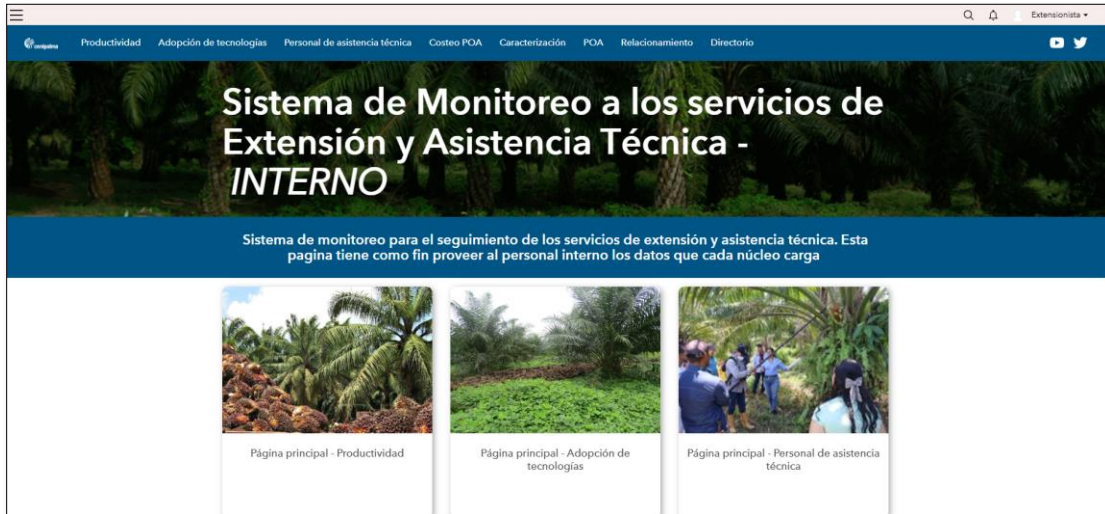 Extensionista
cenipalma
Productividad Adopción de tecnologías Personal de asistencia técnica Costeo POA Caracterización POA Relacionamiento Directorio
Sistema de Monitoreo a los servicios de
Extensión y Asistencia Técnica -
INTERNO
Sistema de monitoreo para el seguimiento de los servicios de extensión y asistencia técnica. Esta
pagina tiene como fin proveer al personal interno los datos que cada núcleo carga
Página principal - Productividad
Página principal - Adopción de
tecnologías
Página principal - Personal de asistencia
técnica